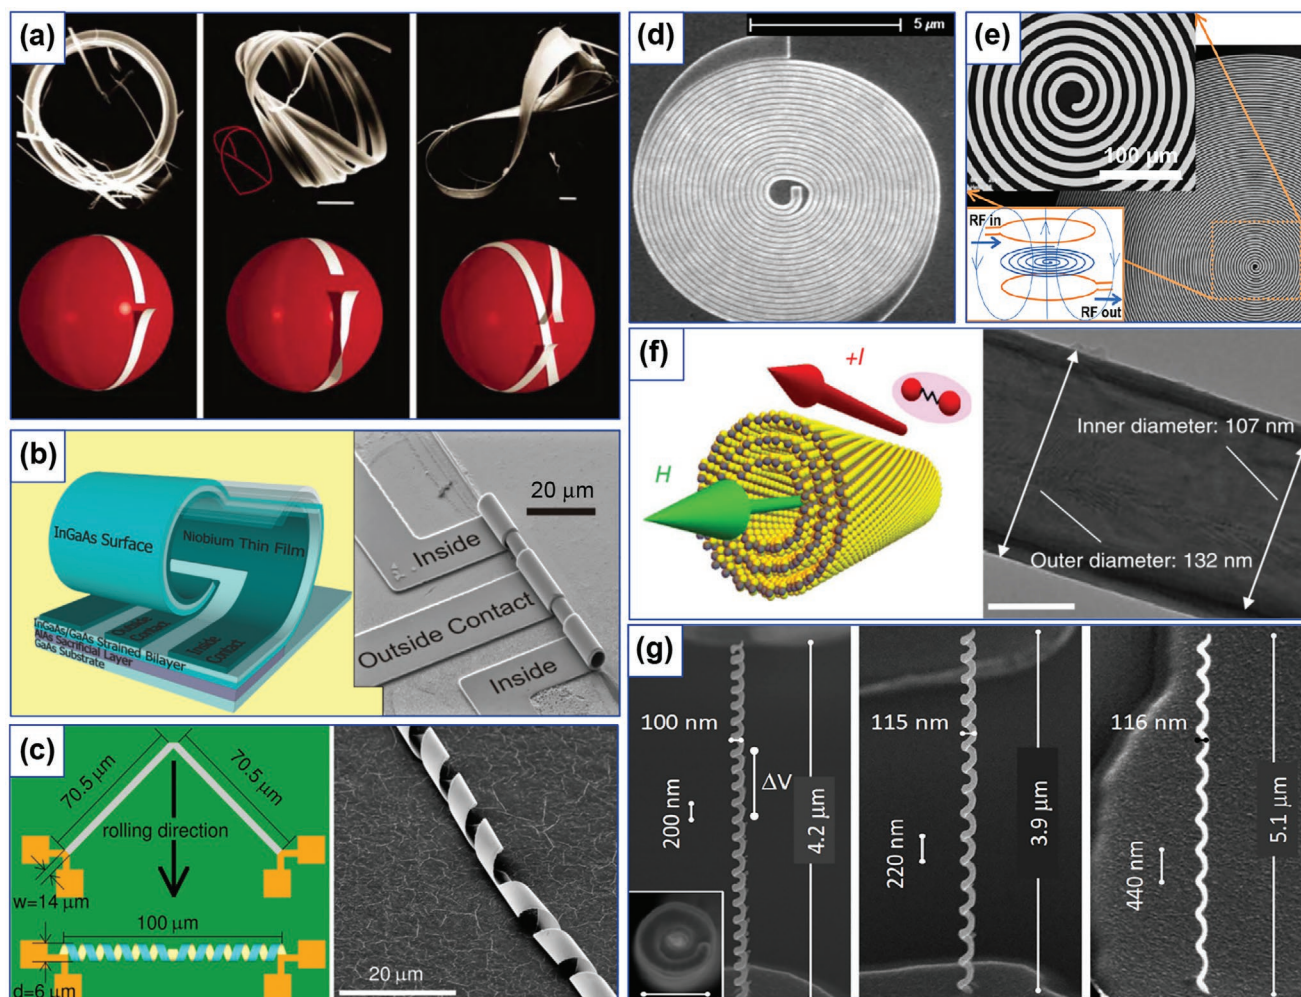 (a)
(b)
InGaAs Surface
Niobium Thin Film
Outside
Contact
Inside
Contact
InGaAs/GaAs Strained Bilayer
AlAs Sacrificial Layer
GaAs Substrate
20 μm
Inside
Outside Contact
Inside
(c)
70.5 μm
70.5 μm
rolling direction
w=14 μm
100 μm
d=6 μm
20 μm
(d)
5 μm
(e)
100 μm
RF in
RF out
(f)
+I
H
Inner diameter: 107 nm
Outer diameter: 132 nm
(g)
100 nm
ΔV
200 nm
4.2 μm
115 nm
220 nm
3.9 μm
116 nm
440 nm
5.1 μm